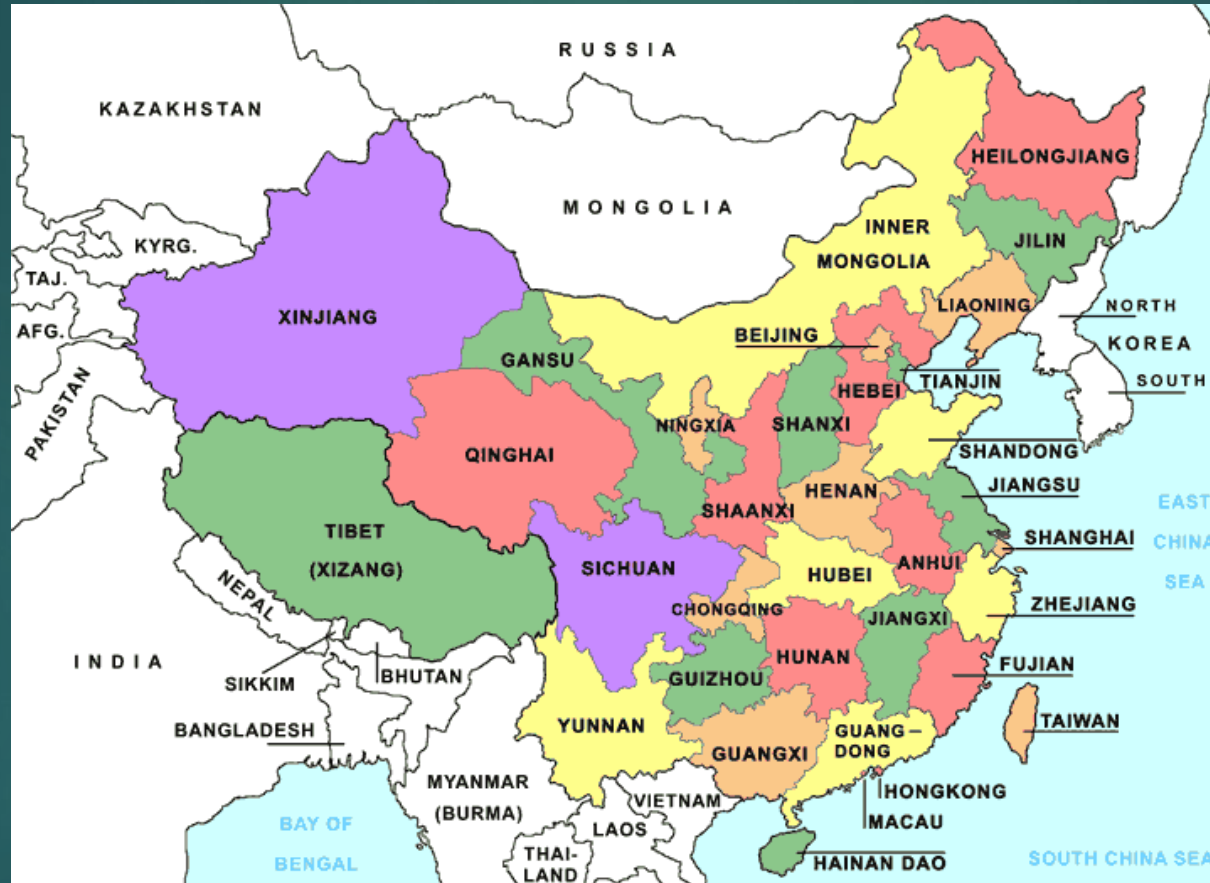 RUSSIA
KAZAKHSTAN
HEILONGJIANG
MONGOLIA
INNER
MONGOLIA
JILIN
KYRG.
TAJ.
XINJIANG
LIAONING
NORTH
AFG.
BEIJING
KOREA
GANSU
TIANJIN
SOUTH
PAKISTAN
HEBEI
NINGXIA
SHANXI
QINGHAI
SHANDONG
HENAN
JIANGSU
SHAANXI
EAST
CHINA
SEA
TIBET
(XIZANG)
SHANGHAI
SICHUAN
HUBEI
ANHUI
NEPAL
CHONGQING
ZHEJIANG
JIANGXI
INDIA
HUNAN
FUJIAN
SIKKIM
BHUTAN
GUIZHOU
BANGLADESH
YUNNAN
TAIWAN
GUANG-
DONG
GUANGXI
MYANMAR
(BURMA)
VIETNAM
HONGKONG
MACAU
LAOS
BAY OF
BENGAL
THAI-
LAND
HAINAN DAO
SOUTH CHINA SEA